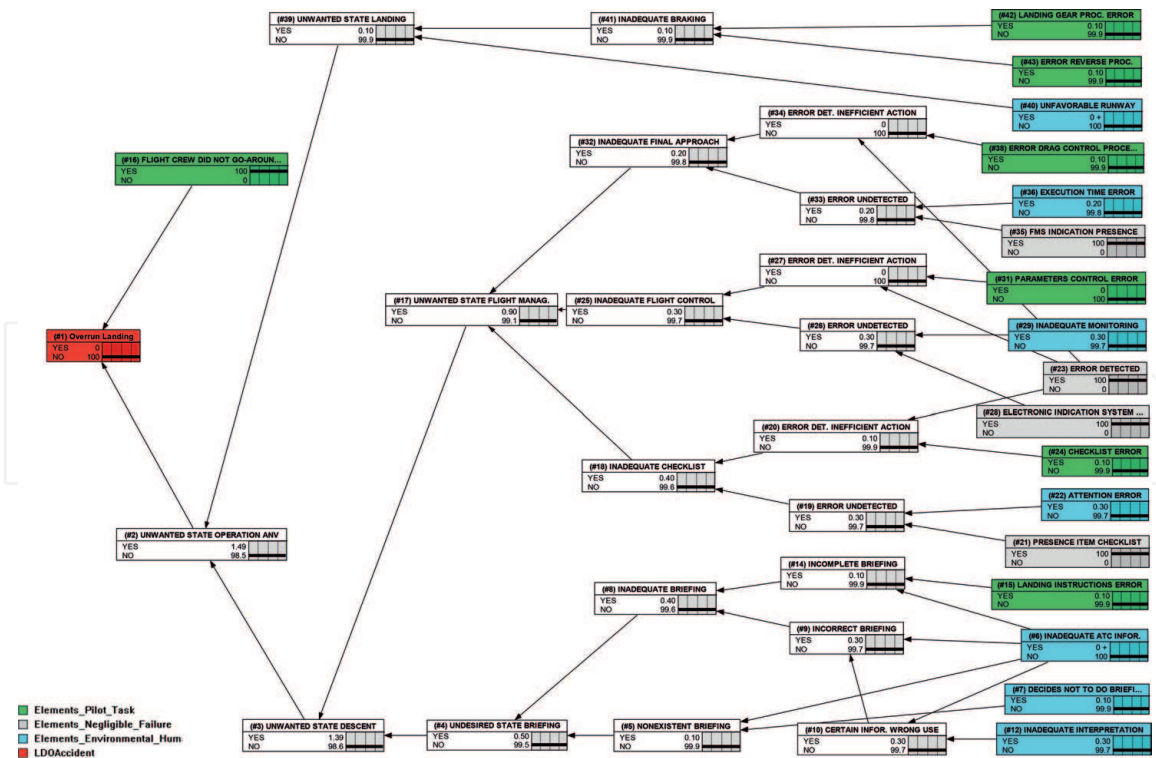 (#39) UNWANTED STATE LANDING
YES 0.10
NO 99.9
(#41) INADEQUATE BRAKING
YES 0.10
NO 99.9
(#42) LANDING GEAR PROC. ERROR
YES 0.10
NO 99.9
(#43) ERROR REVERSE PROC.
YES 0.10
NO 99.9
(#40) UNFAVORABLE RUNWAY
YES 0 +
NO 100
(#34) ERROR DET. INEFFICIENT ACTION
YES 0
NO 100
(#32) INADEQUATE FINAL APPROACH
YES 0.20
NO 99.8
(#38) ERROR DRAG CONTROL PROCE...
YES 0.10
NO 99.9
(#16) FLIGHT CREW DID NOT GO-AROUN...
YES 100
NO 0
(#36) EXECUTION TIME ERROR
YES 0.20
NO 99.8
(#33) ERROR UNDETECTED
YES 0.20
NO 99.8
(#35) FMS INDICATION PRESENCE
YES 100
NO 0
(#27) ERROR DET. INEFFICIENT ACTION
YES 0
NO 100
(#31) PARAMETERS CONTROL ERROR
YES 0
NO 100
(#17) UNWANTED STATE FLIGHT MANAG.
YES 0.90
NO 99.1
(#25) INADEQUATE FLIGHT CONTROL
YES 0.30
NO 99.7
(#26) ERROR UNDETECTED
YES 0.30
NO 99.7
(#29) INADEQUATE MONITORING
YES 0.30
NO 99.7
(#1) Overrun Landing
YES 0
NO 100
(#23) ERROR DETECTED
YES 100
NO 0
(#28) ELECTRONIC INDICATION SYSTEM ...
YES 100
NO 0
(#20) ERROR DET. INEFFICIENT ACTION
YES 0.10
NO 99.9
(#24) CHECKLIST ERROR
YES 0.10
NO 99.9
(#18) INADEQUATE CHECKLIST
YES 0.40
NO 99.6
(#22) ATTENTION ERROR
YES 0.30
NO 99.7
(#19) ERROR UNDETECTED
YES 0.30
NO 99.7
(#21) PRESENCE ITEM CHECKLIST
YES 100
NO 0
(#2) UNWANTED STATE OPERATION ANV
YES 1.49
NO 98.5
(#14) INCOMPLETE BRIEFING
YES 0.10
NO 99.9
(#8) INADEQUATE BRIEFING
YES 0.40
NO 99.6
(#15) LANDING INSTRUCTIONS ERROR
YES 0.10
NO 99.9
(#9) INCORRECT BRIEFING
YES 0.30
NO 99.7
(#6) INADEQUATE ATC INFOR.
YES 0 +
NO 100
(#7) DECIDES NOT TO DO BRIEFI...
YES 0.10
NO 99.9
(#3) UNWANTED STATE DESCENT
YES 1.39
NO 98.6
(#4) UNDESIRED STATE BRIEFING
YES 0.50
NO 99.5
(#5) NONEXISTENT BRIEFING
YES 0.10
NO 99.9
(#10) CERTAIN INFOR. WRONG USE
YES 0.30
NO 99.7
(#12) INADEQUATE INTERPRETATION
YES 0.30
NO 99.7
Elements_Pilot_Task
Elements_Negligible_Failure
Elements_Environmental_Hum
LDOAccident